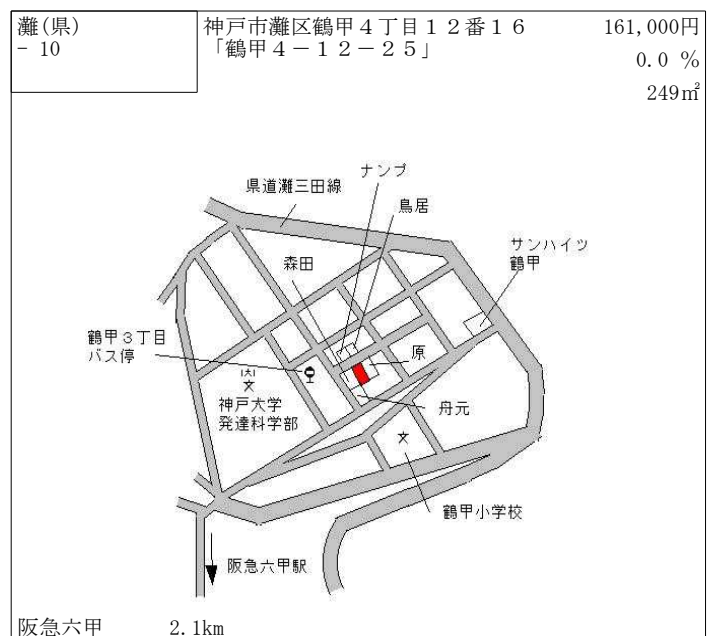 灘(県)
- 10
神戸市灘区鶴甲４丁目１２番１６
「鶴甲４－１２－２５」
161,000円
0.0 %
249㎡
ナンプ
県道灘三田線
鳥居
サンハイツ
鶴甲
森田
鶴甲３丁目
バス停
原
文
神戸大学
発達科学部
舟元
文
鶴甲小学校
阪急六甲駅
阪急六甲 2.1km